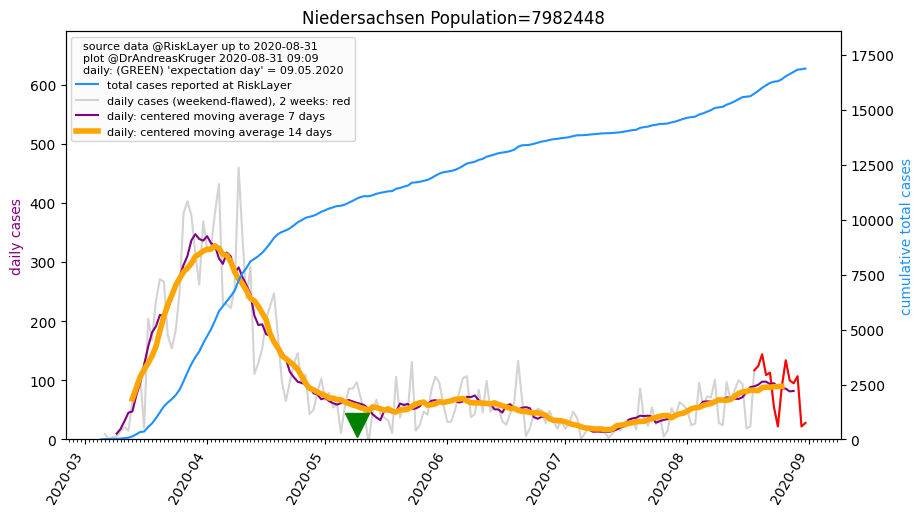 Niedersachsen Population=7982448
source data @RiskLayer up to 2020-08-31
plot @DrAndreasKruger 2020-08-31 09:09
daily: (GREEN) 'expectation day' = 09.05.2020
total cases reported at RiskLayer
daily cases (weekend-flawed), 2 weeks: red
daily: centered moving average 7 days
daily: centered moving average 14 days
daily cases
600
500
400
300
200
100
0
cumulative total cases
17500
15000
12500
10000
7500
5000
2500
0
2020-03
2020-04
2020-05
2020-06
2020-07
2020-08
2020-09